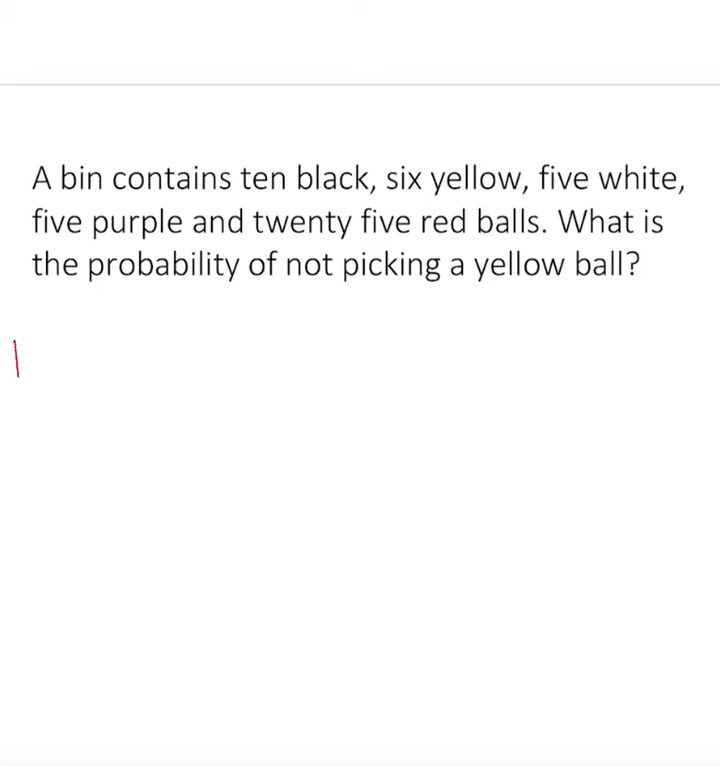 A bin contains ten black, six yellow, five white,
five purple and twenty five red balls. What is
the probability of not picking a yellow ball?